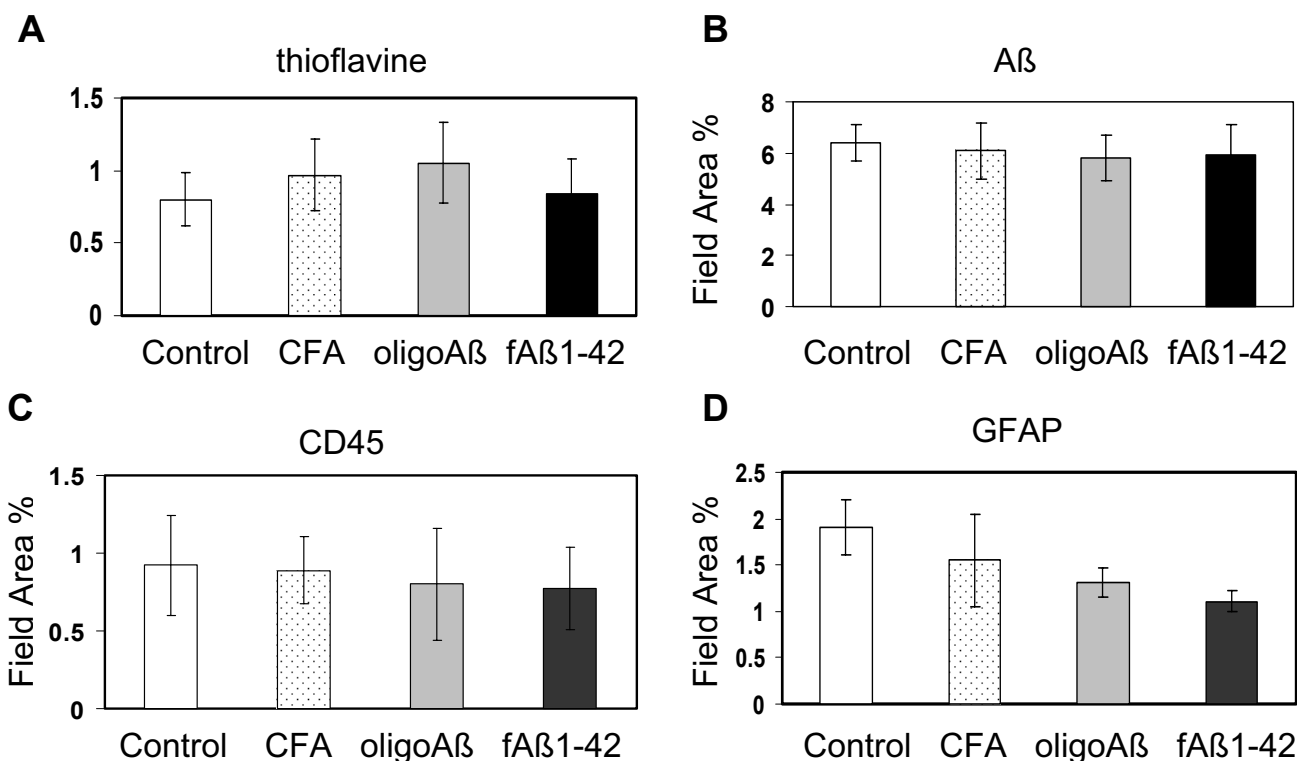 A
thioflavine
1.5
1
0.5
0
Control CFA oligoAß fAß1-42
B
Aß
Field Area %
8
6
4
2
0
Control CFA oligoAß fAß1-42
C
CD45
Field Area %
1.5
1
0.5
0
Control CFA oligoAß fAß1-42
D
GFAP
Field Area %
2.5
2
1.5
1
0.5
0
Control CFA oligoAß fAß1-42